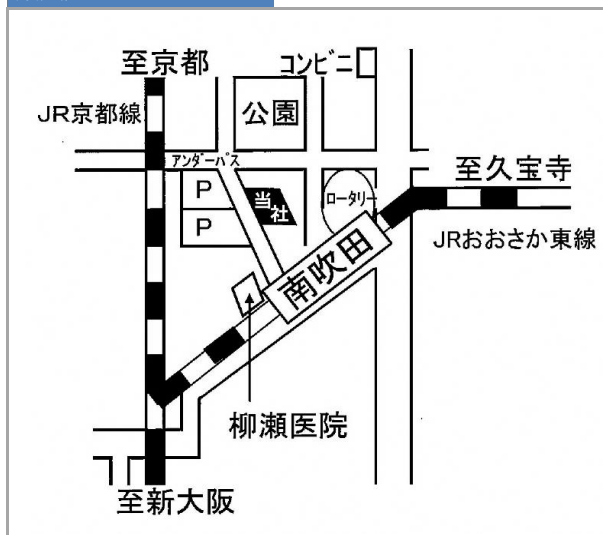 至京都
コンビニ
JR京都線
公園
アンダーパス
至久宝寺
P
当社
ロータリー
P
JRおおさか東線
南吹田
柳瀬医院
至新大阪